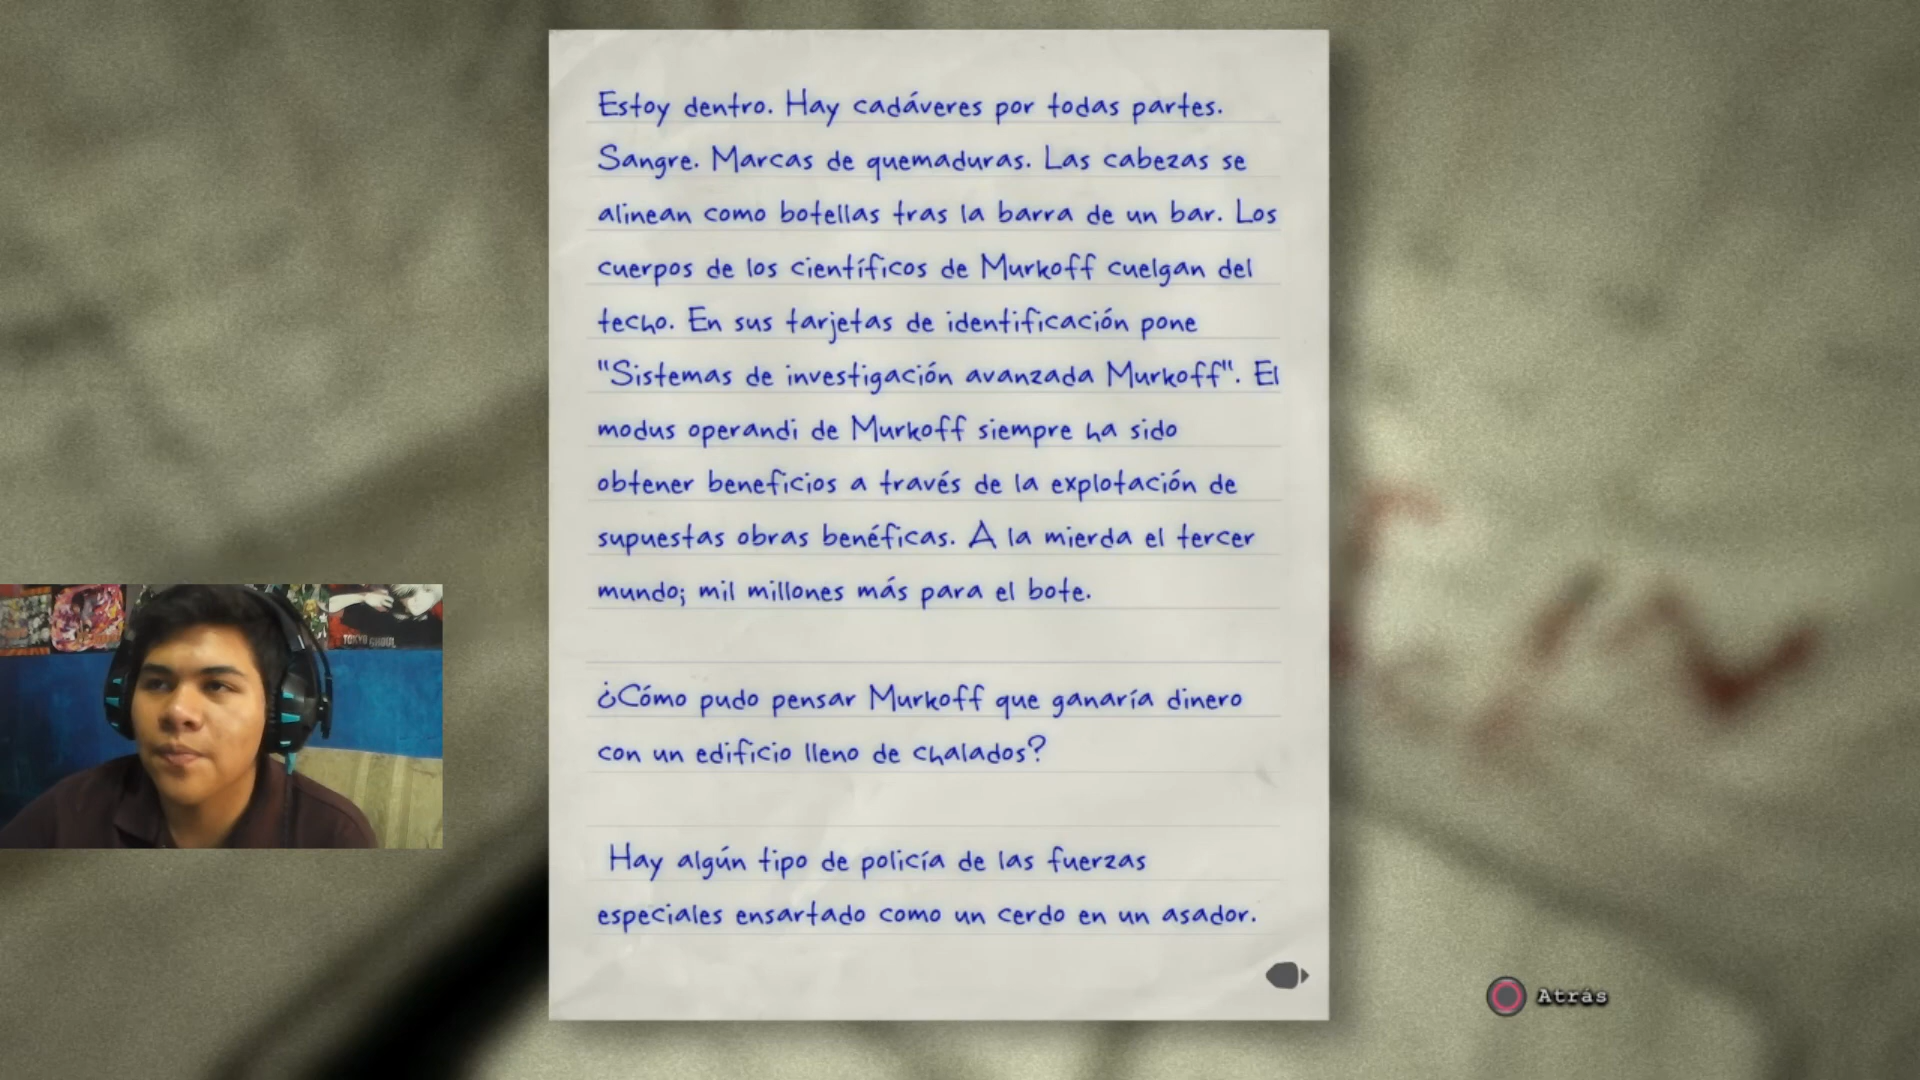 Estoy dentro. Hay cadáveres por todas partes.
Sangre. Marcas de quemaduras. Las cabezas se
alinean como botellas tras la barra de un bar. Los
cuerpos de los científicos de Murkoff cuelgan del
techo. En sus tarjetas de identificación pone
"Sistemas de investigación avanzada Murkoff". El
modus operandi de Murkoff siempre ha sido
obtener beneficios a través de la explotación de
supuestas obras benéficas. A la mierda el tercer
mundo; mil millones más para el bote.
¿Cómo pudo pensar Murkoff que ganaría dinero
con un edificio lleno de chalados?
Hay algún tipo de policía de las fuerzas
especiales ensartado como un cerdo en un asador.
Atrás
TOKYO GHOUL